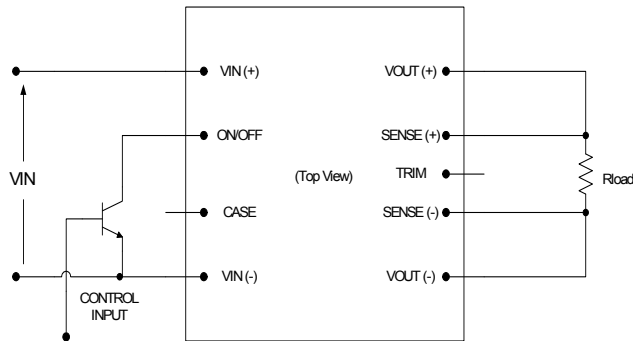 VIN (+)
VOUT (+)
ON/OFF
SENSE (+)
VIN
(Top View)
TRIM
Rload
CASE
SENSE (-)
VIN (-)
VOUT (-)
CONTROL
INPUT